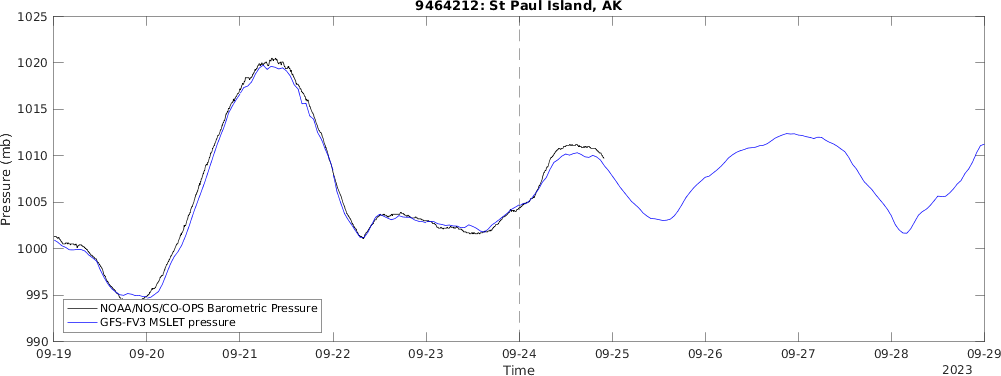 9464212: St Paul Island, AK
1025
1020
1015
1010
1005
1000
995
990
Pressure (mb)
NOAA/NOS/CO-OPS Barometric Pressure
GFS-FV3 MSLET pressure
09-19 09-20 09-21 09-22 09-23 09-24 09-25 09-26 09-27 09-28 09-29
Time
2023